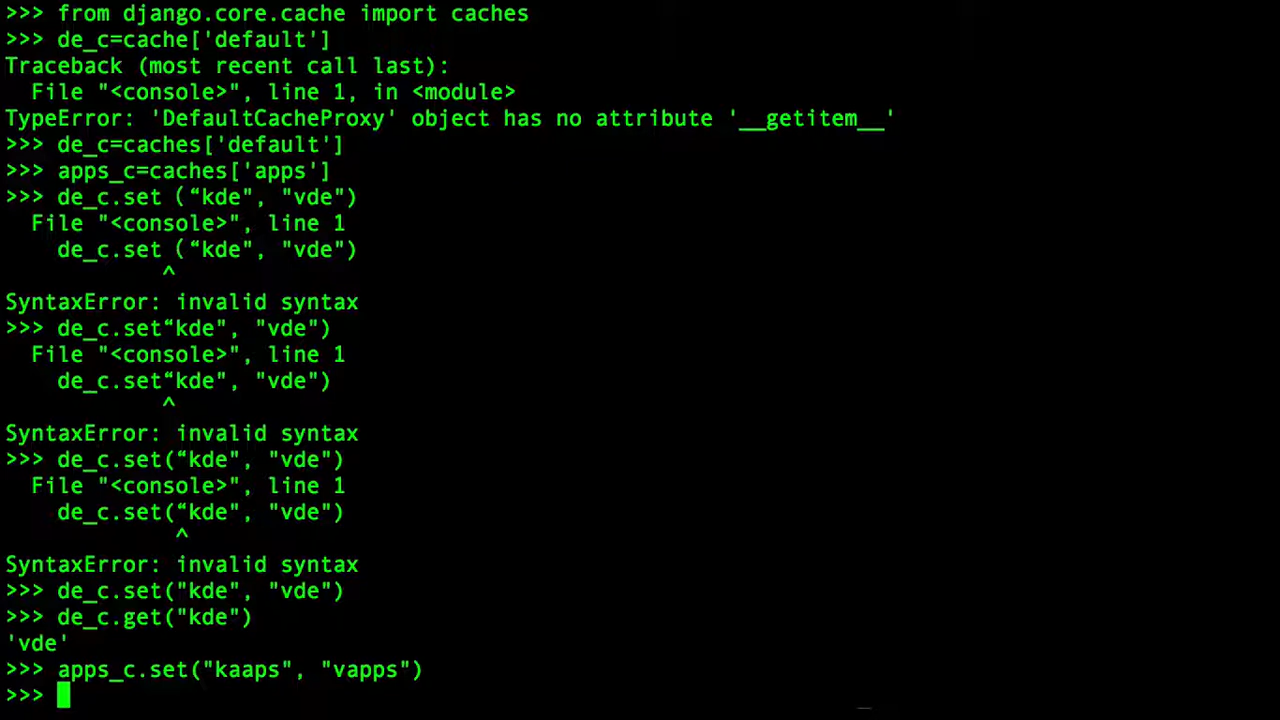 >>> from django.core.cache import caches
>>> de_c=cache['default']
Traceback (most recent call last):
  File "<console>", line 1, in <module>
TypeError: 'DefaultCacheProxy' object has no attribute '__getitem__'
>>> de_c=caches['default']
>>> apps_c=caches['apps']
>>> de_c.set (“kde", "vde")
  File "<console>", line 1
    de_c.set (“kde", "vde")
             ^
SyntaxError: invalid syntax
>>> de_c.set“kde", "vde")
  File "<console>", line 1
    de_c.set“kde", "vde")
            ^
SyntaxError: invalid syntax
>>> de_c.set(“kde", "vde")
  File "<console>", line 1
    de_c.set(“kde", "vde")
             ^
SyntaxError: invalid syntax
>>> de_c.set("kde", "vde")
>>> de_c.get("kde")
'vde'
>>> apps_c.set("kaaps", "vapps")
>>>